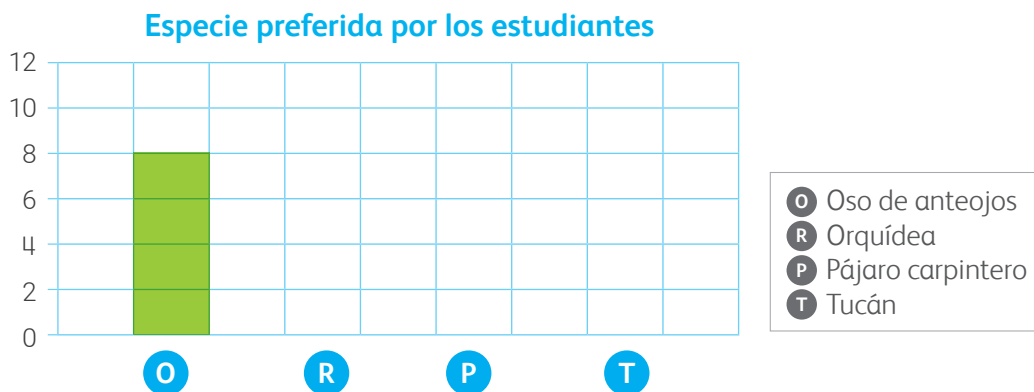 Especie preferida por los estudiantes
12
10
8
6
4
2
0
O R P T
O Oso de anteojos
R Orquídea
P Pájaro carpintero
T Tucán